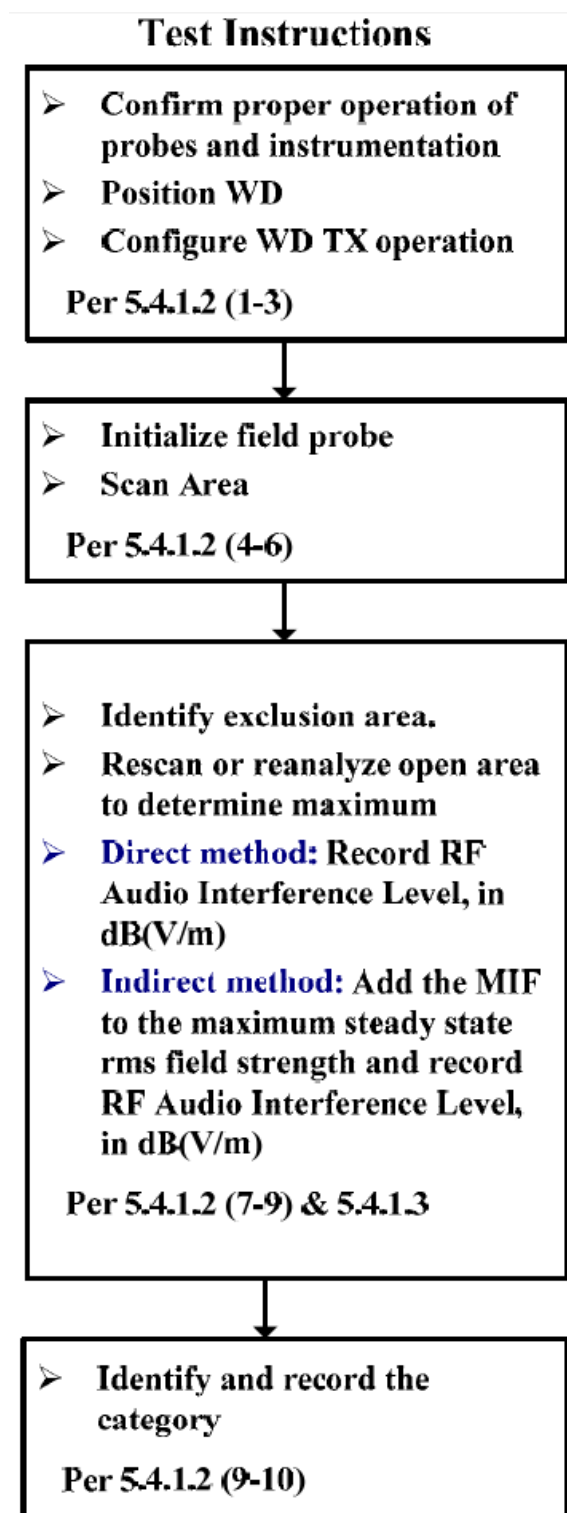 Test Instructions
➢ Confirm proper operation of
probes and instrumentation
➢ Position WD
➢ Configure WD TX operation
Per 5.4.1.2 (1-3)
➢ Initialize field probe
➢ Scan Area
Per 5.4.1.2 (4-6)
➢ Identify exclusion area.
➢ Rescan or reanalyze open area
to determine maximum
➢ Direct method: Record RF
Audio Interference Level, in
dB(V/m)
➢ Indirect method: Add the MIF
to the maximum steady state
rms field strength and record
RF Audio Interference Level,
in dB(V/m)
Per 5.4.1.2 (7-9) & 5.4.1.3
➢ Identify and record the
category
Per 5.4.1.2 (9-10)